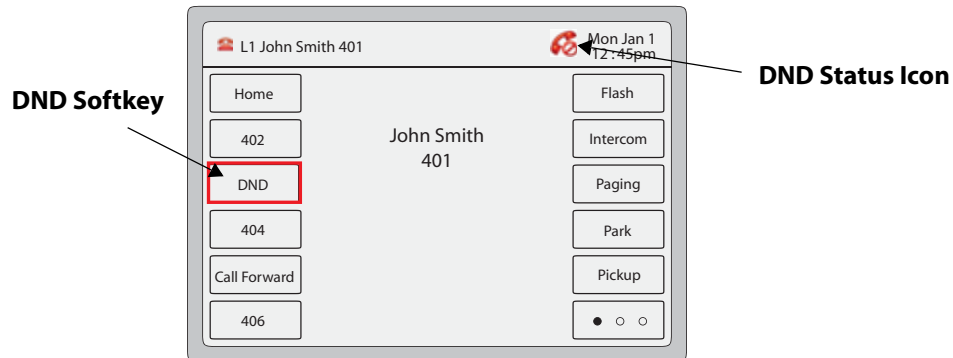 L1 John Smith 401
Mon Jan 1
12 : 45pm
DND Status Icon
DND Softkey
Home
Flash
402
John Smith
401
Intercom
DND
Paging
404
Park
Call Forward
Pickup
406